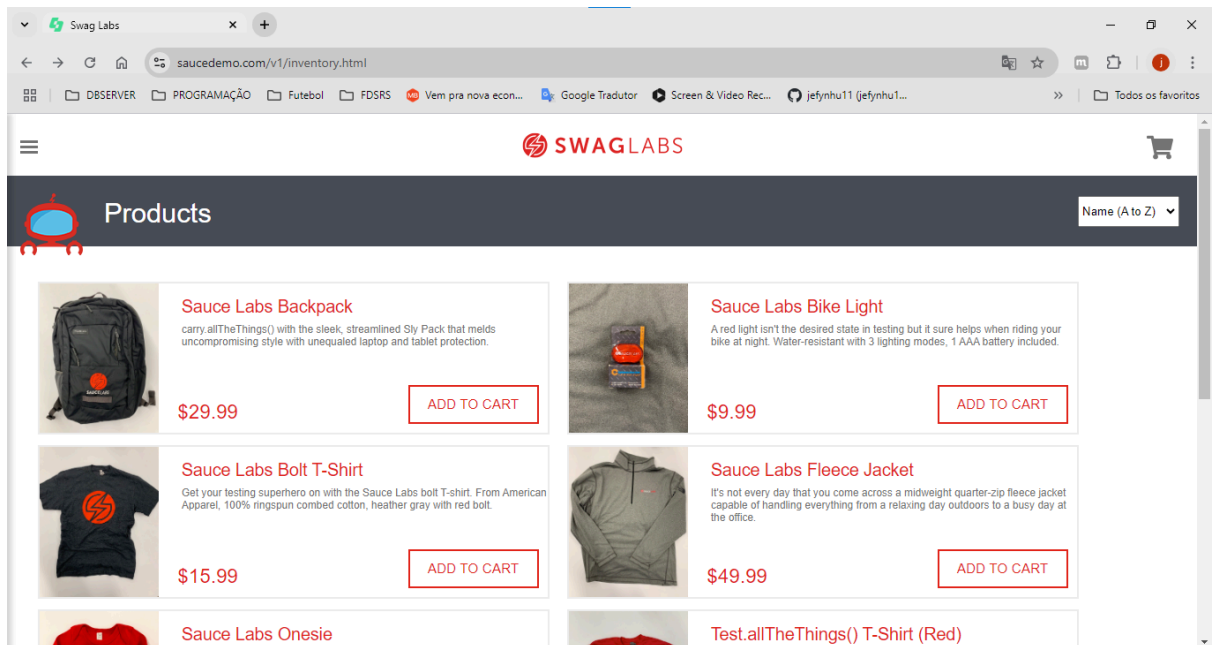 Swag Labs
saucedemo.com/v1/inventory.html
DBSERVER PROGRAMAÇÃO Futebol FDSRS Vem pra nova econ... Google Tradutor Screen & Video Rec... jefynhu11 (jefynhu1... Todos os favoritos
SWAGLABS
Products
Name (A to Z)
Sauce Labs Backpack
carry.allTheThings() with the sleek, streamlined Sly Pack that melds
uncompromising style with unequaled laptop and tablet protection.
$29.99
ADD TO CART
Sauce Labs Bike Light
A red light isn't the desired state in testing but it sure helps when riding your
bike at night. Water-resistant with 3 lighting modes, 1 AAA battery included.
$9.99
ADD TO CART
Sauce Labs Bolt T-Shirt
Get your testing superhero on with the Sauce Labs bolt T-shirt. From American
Apparel, 100% ringspun combed cotton, heather gray with red bolt.
$15.99
ADD TO CART
Sauce Labs Fleece Jacket
It's not every day that you come across a midweight quarter-zip fleece jacket
capable of handling everything from a relaxing day outdoors to a busy day at
the office.
$49.99
ADD TO CART
Sauce Labs Onesie
Test.allTheThings() T-Shirt (Red)